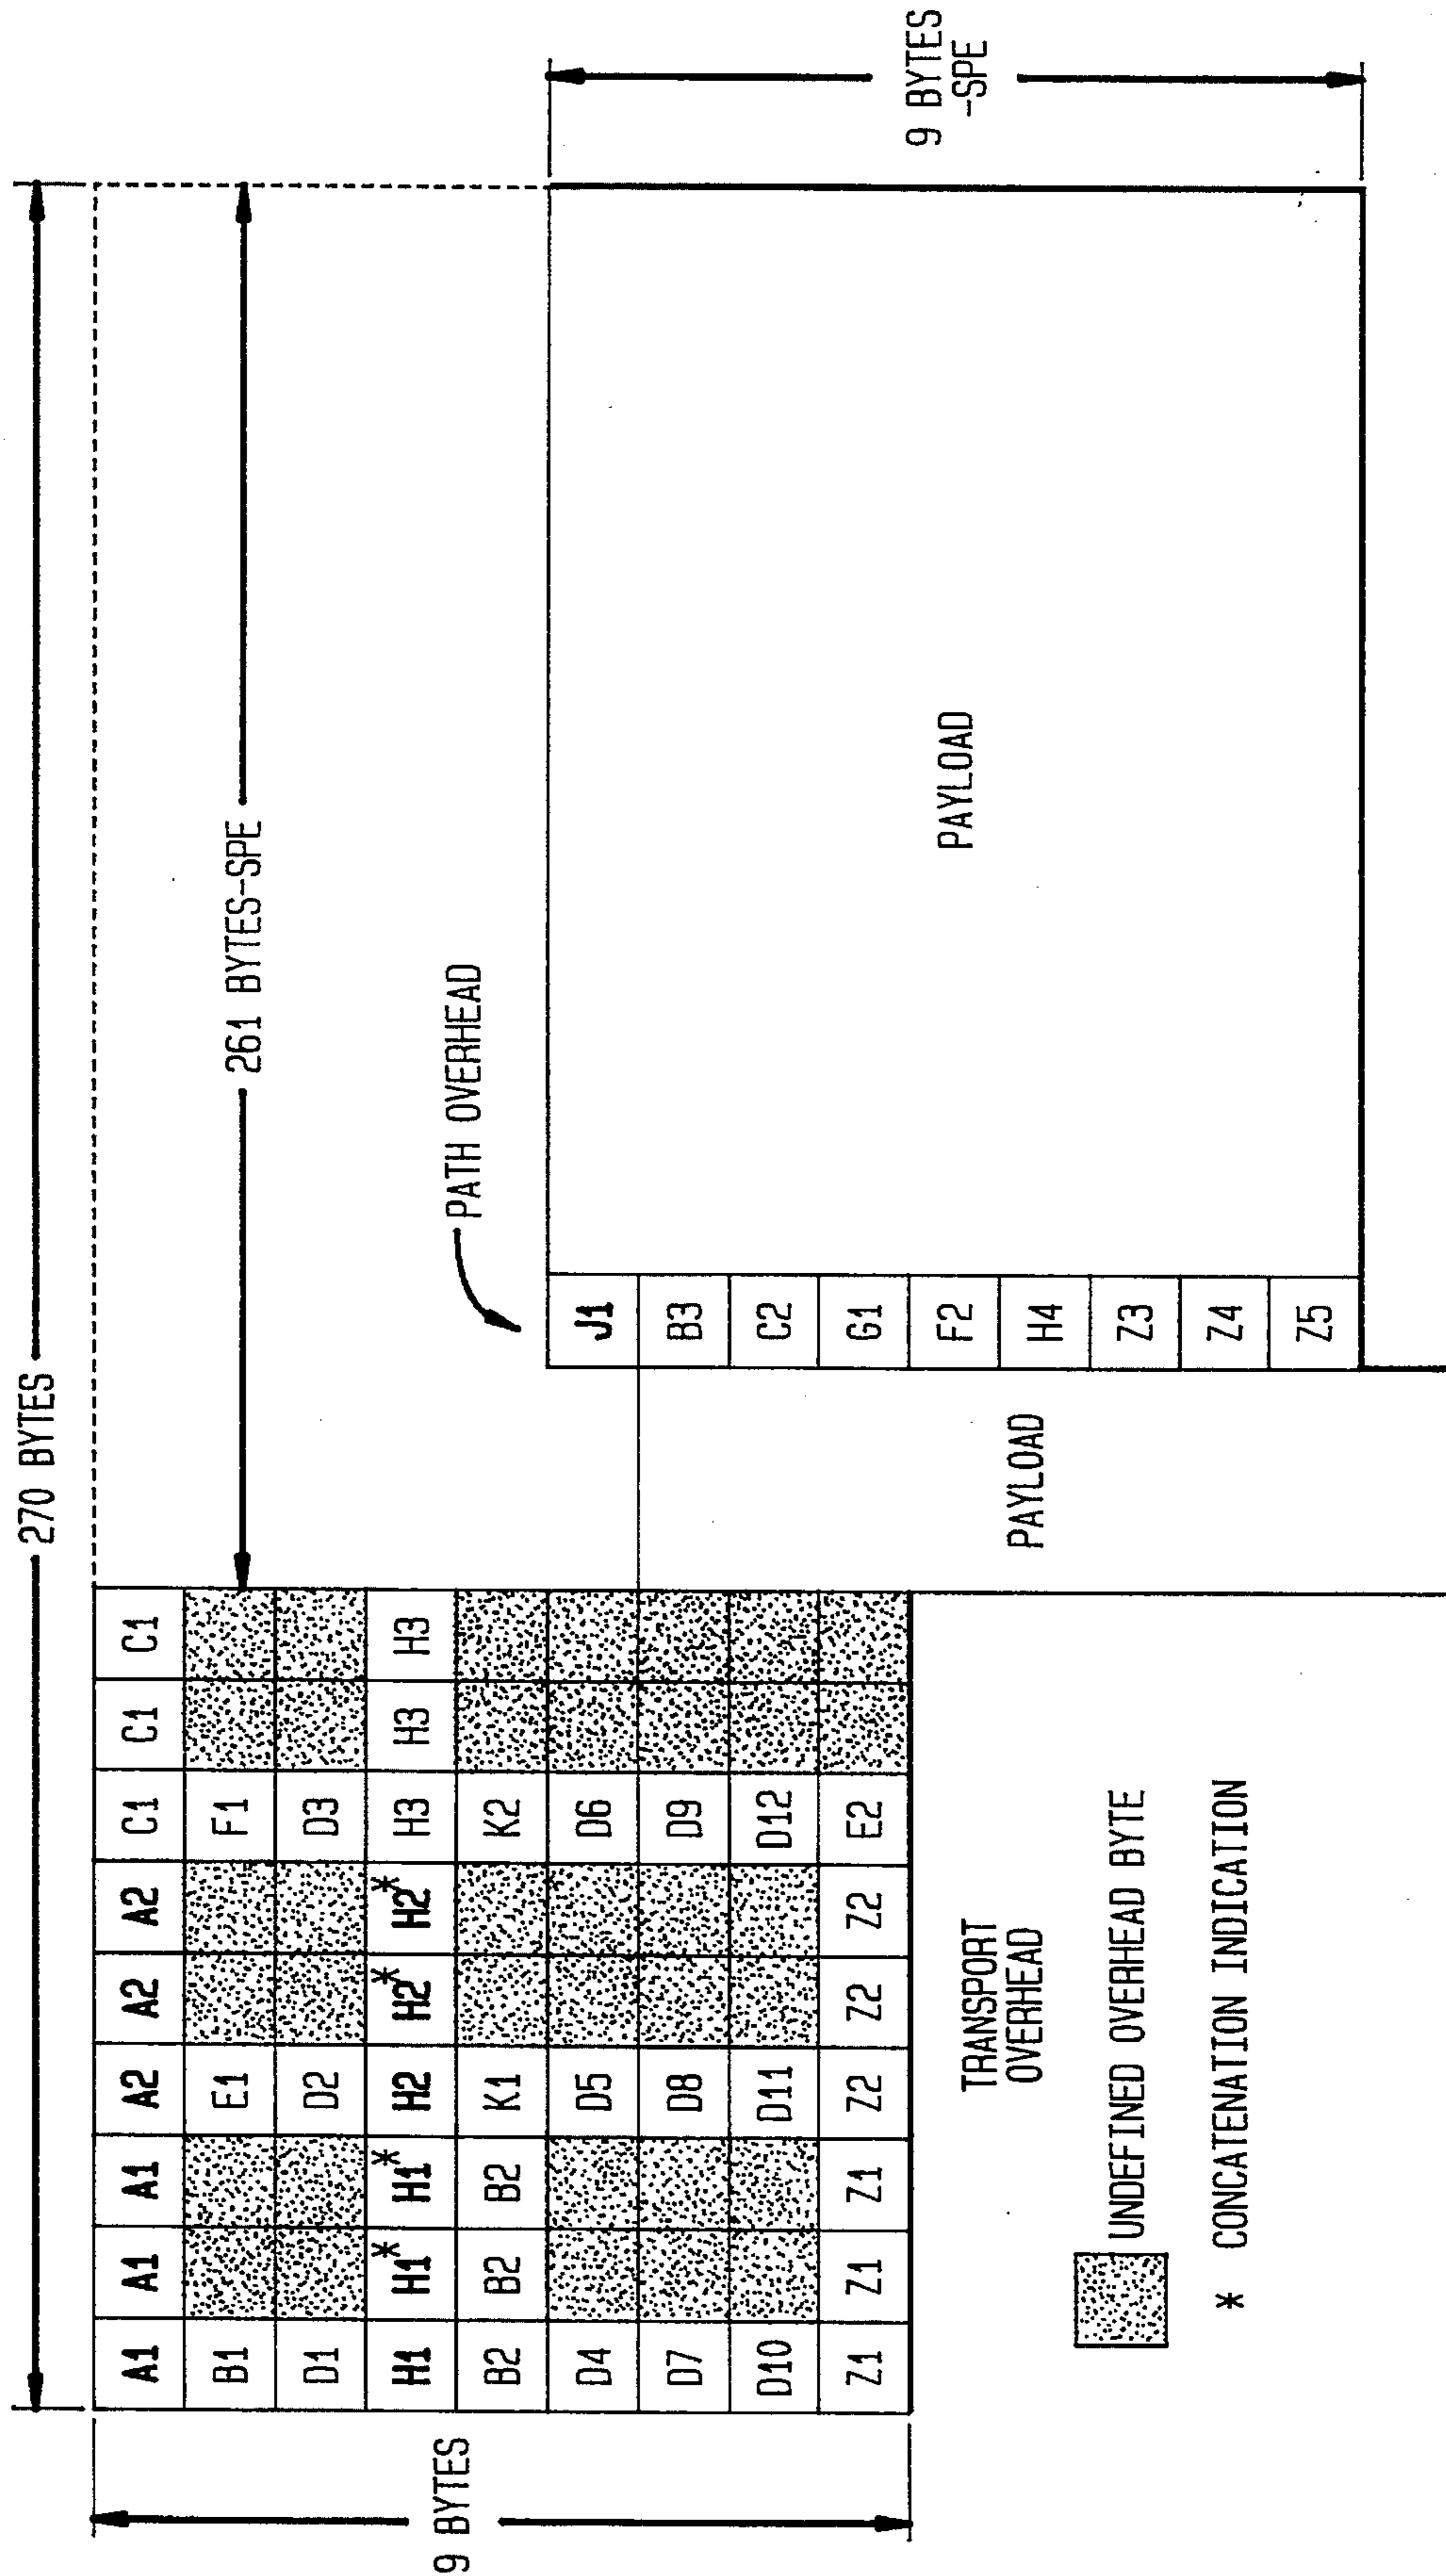 270 BYTES
261 BYTES-SPE
9 BYTES
A1 A1 A1 A2 A2 A2 C1 C1 C1
B1 E1 F1
D1 D2 D3
H1 H1* H1* H2 H2* H2* H3 H3 H3
B2 B2 B2 K1 K2
D4 D5 D6
D7 D8 D9
D10 D11 D12
Z1 Z1 Z1 Z2 Z2 Z2 E2
TRANSPORT
OVERHEAD
PATH OVERHEAD
J1
B3
C2
G1
F2
H4
Z3
Z4
Z5
PAYLOAD
PAYLOAD
9 BYTES
-SPE
UNDEFINED OVERHEAD BYTE
* CONCATENATION INDICATION